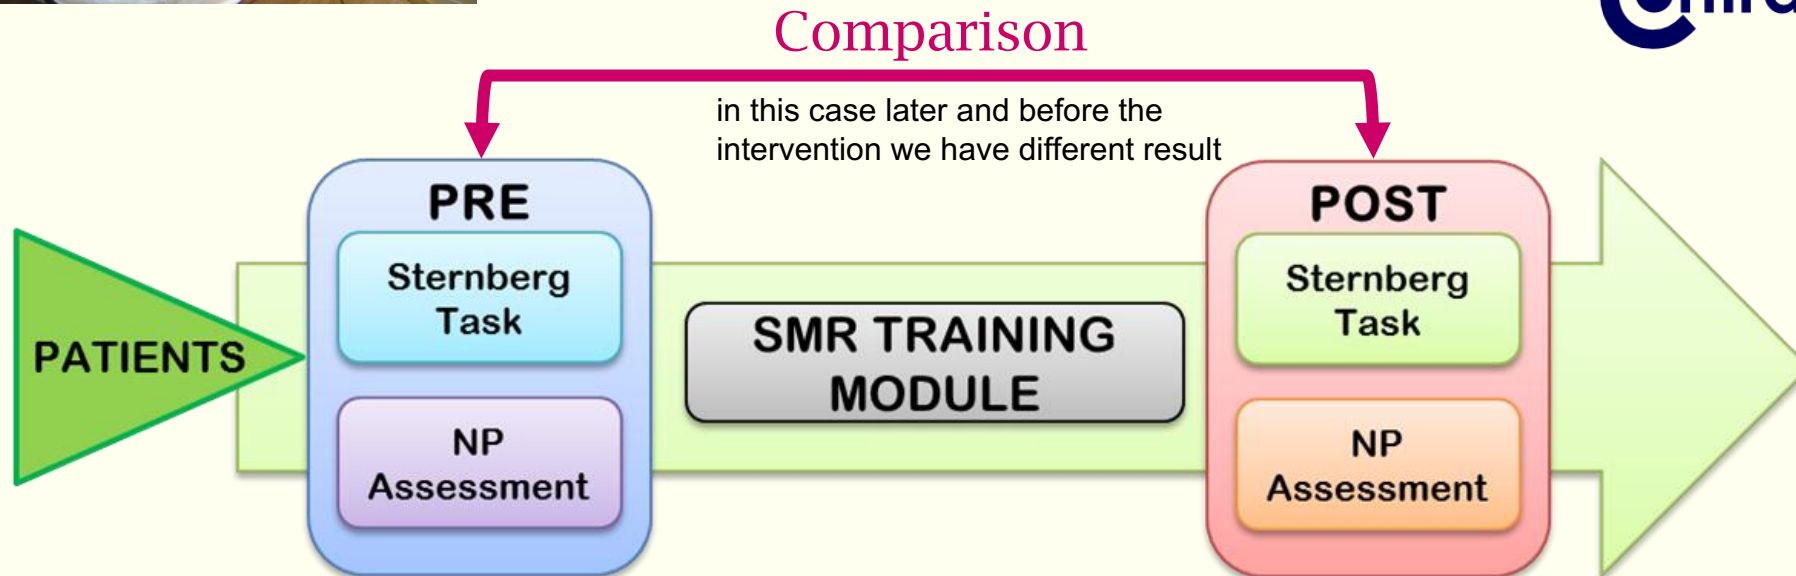 Comparison
in this case later and before the
intervention we have different result
PATIENTS
PRE
Sternberg
Task
NP
Assessment
SMR TRAINING
MODULE
POST
Sternberg
Task
NP
Assessment